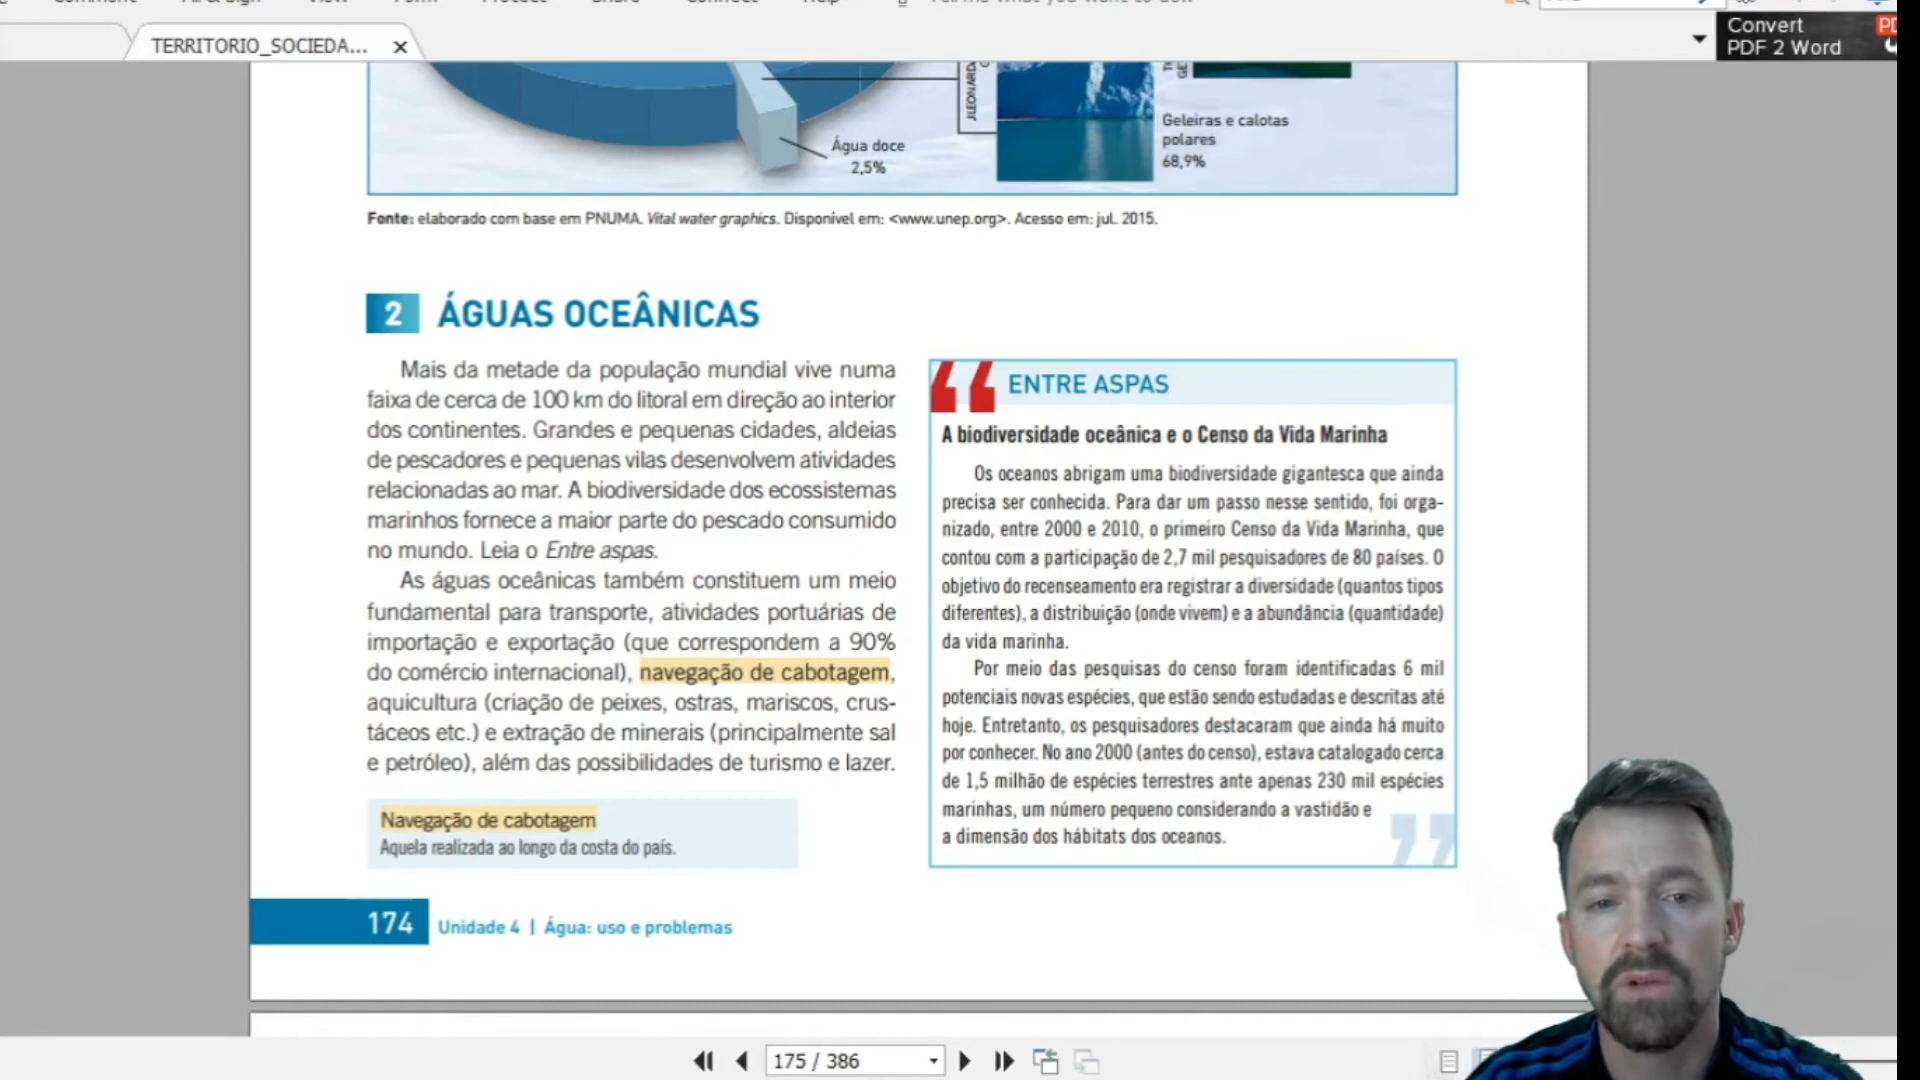 TERRITORIO_SOCIEDA...
Convert
PDF 2 Word
Água doce
2,5%
Geleiras e calotas
polares
68,9%
Fonte: elaborado com base em PNUMA. Vital water graphics. Disponível em: <www.unep.org>. Acesso em: jul. 2015.
2 ÁGUAS OCEÂNICAS
Mais da metade da população mundial vive numa
faixa de cerca de 100 km do litoral em direção ao interior
dos continentes. Grandes e pequenas cidades, aldeias
de pescadores e pequenas vilas desenvolvem atividades
relacionadas ao mar. A biodiversidade dos ecossistemas
marinhos fornece a maior parte do pescado consumido
no mundo. Leia o Entre aspas.
As águas oceânicas também constituem um meio
fundamental para transporte, atividades portuárias de
importação e exportação (que correspondem a 90%
do comércio internacional), navegação de cabotagem,
aquicultura (criação de peixes, ostras, mariscos, crus-
táceos etc.) e extração de minerais (principalmente sal
e petróleo), além das possibilidades de turismo e lazer.
Navegação de cabotagem
Aquela realizada ao longo da costa do país.
ENTRE ASPAS
A biodiversidade oceânica e o Censo da Vida Marinha
Os oceanos abrigam uma biodiversidade gigantesca que ainda
precisa ser conhecida. Para dar um passo nesse sentido, foi orga-
nizado, entre 2000 e 2010, o primeiro Censo da Vida Marinha, que
contou com a participação de 2,7 mil pesquisadores de 80 países. O
objetivo do recenseamento era registrar a diversidade (quantos tipos
diferentes), a distribuição (onde vivem) e a abundância (quantidade)
da vida marinha.
Por meio das pesquisas do censo foram identificadas 6 mil
potenciais novas espécies, que estão sendo estudadas e descritas até
hoje. Entretanto, os pesquisadores destacaram que ainda há muito
por conhecer. No ano 2000 (antes do censo), estava catalogado cerca
de 1,5 milhão de espécies terrestres ante apenas 230 mil espécies
marinhas, um número pequeno considerando a vastidão e
a dimensão dos hábitats dos oceanos.
174 Unidade 4 | Água: uso e problemas
175 / 386